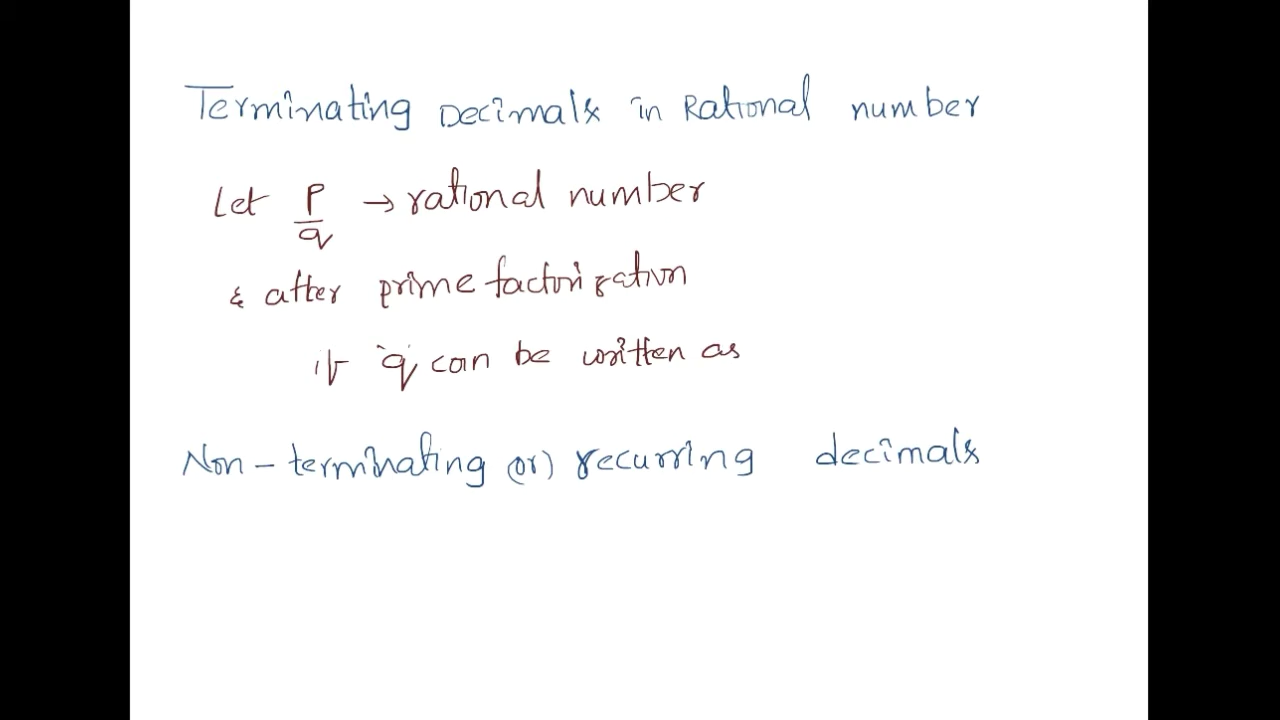 Terminating Decimals in Rational number
Let p/q → rational number
& after prime factorization
if 'q' can be written as
Non-terminating (or) recurring decimals